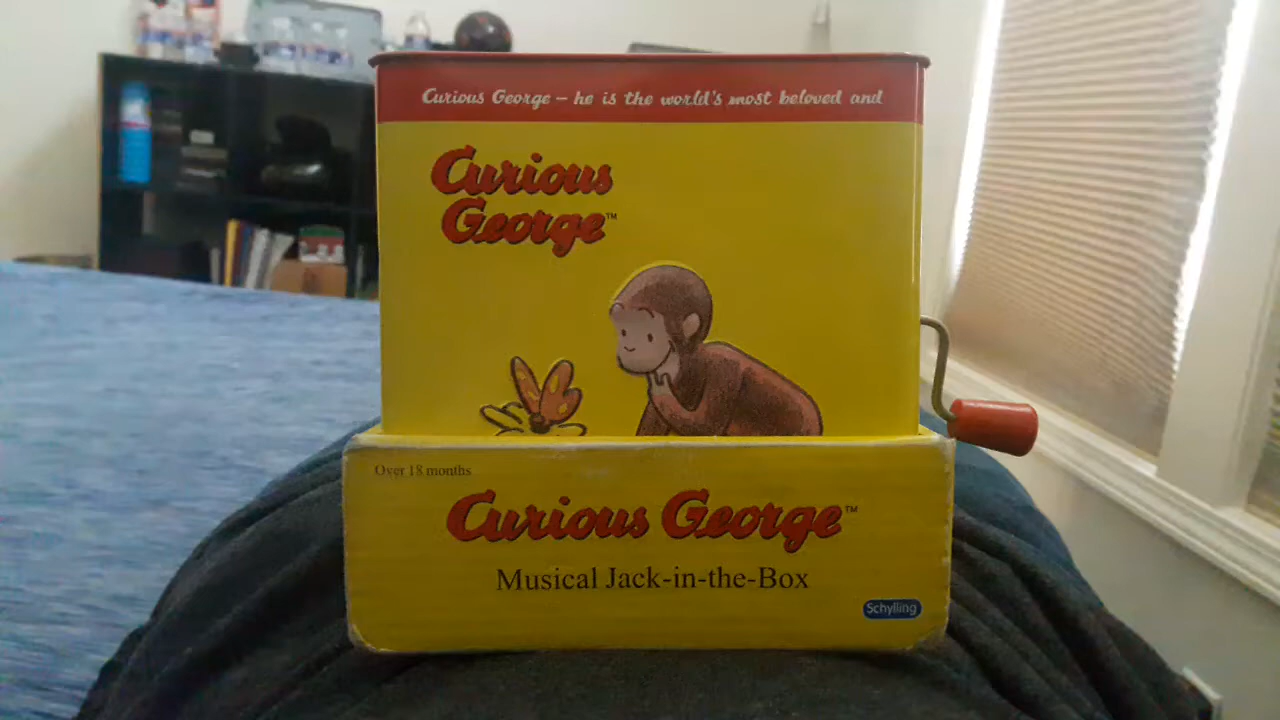 Curious George – he is the world's most beloved and
Curious
George™
Over 18 months
Curious George™
Musical Jack-in-the-Box
Schylling